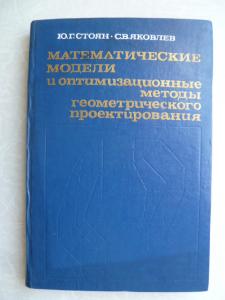 Ю.Г.СТОЯН · С.В.ЯКОВЛЕВ
МАТЕМАТИЧЕСКИЕ
МОДЕЛИ
И ОПТИМИЗАЦИОННЫЕ
МЕТОДЫ
ГЕОМЕТРИЧЕСКОГО
ПРОЕКТИРОВАНИЯ